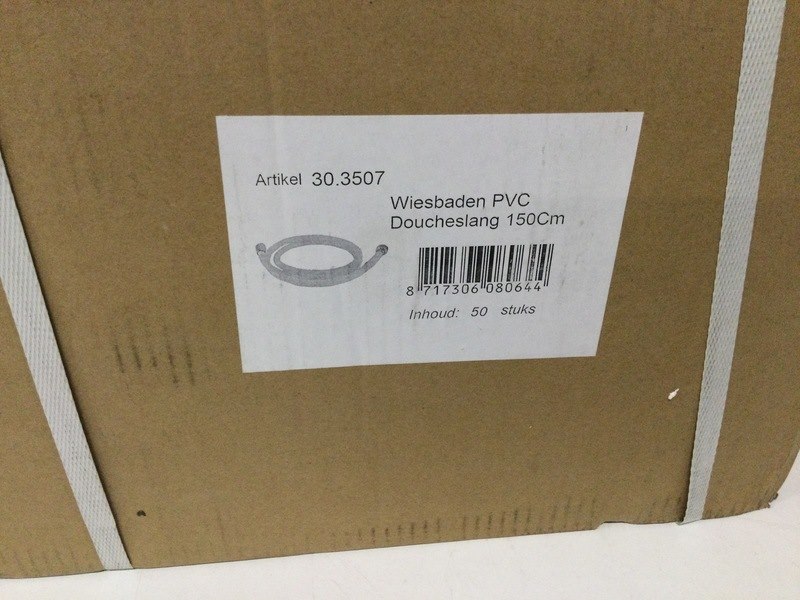 Artikel 30.3507
Wiesbaden PVC
Doucheslang 150Cm
8 717306 080644
Inhoud: 50 stuks